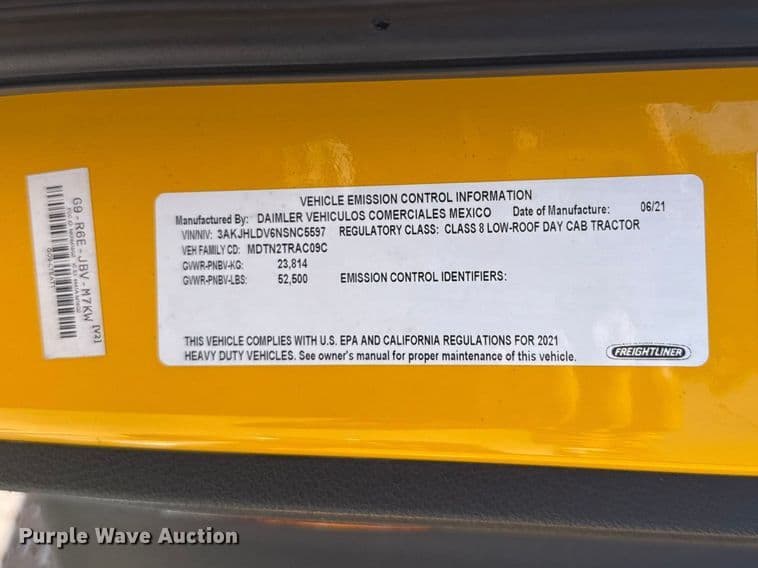 VEHICLE EMISSION CONTROL INFORMATION
Manufactured By: DAIMLER VEHICULOS COMERCIALES MEXICO Date of Manufacture: 06/21
VIN/NIV: 3AKJHLDV6NSNC5597 REGULATORY CLASS: CLASS 8 LOW-ROOF DAY CAB TRACTOR
VEH FAMILY CD: MDTN2TRAC09C
GVWR-PNBV-KG: 23,814
GVWR-PNBV-LBS: 52,500 EMISSION CONTROL IDENTIFIERS:
THIS VEHICLE COMPLIES WITH U.S. EPA AND CALIFORNIA REGULATIONS FOR 2021
HEAVY DUTY VEHICLES. See owner's manual for proper maintenance of this vehicle.
FREIGHTLINER
G9-R6E-JBV-M7KW [V2]
Purple Wave Auction